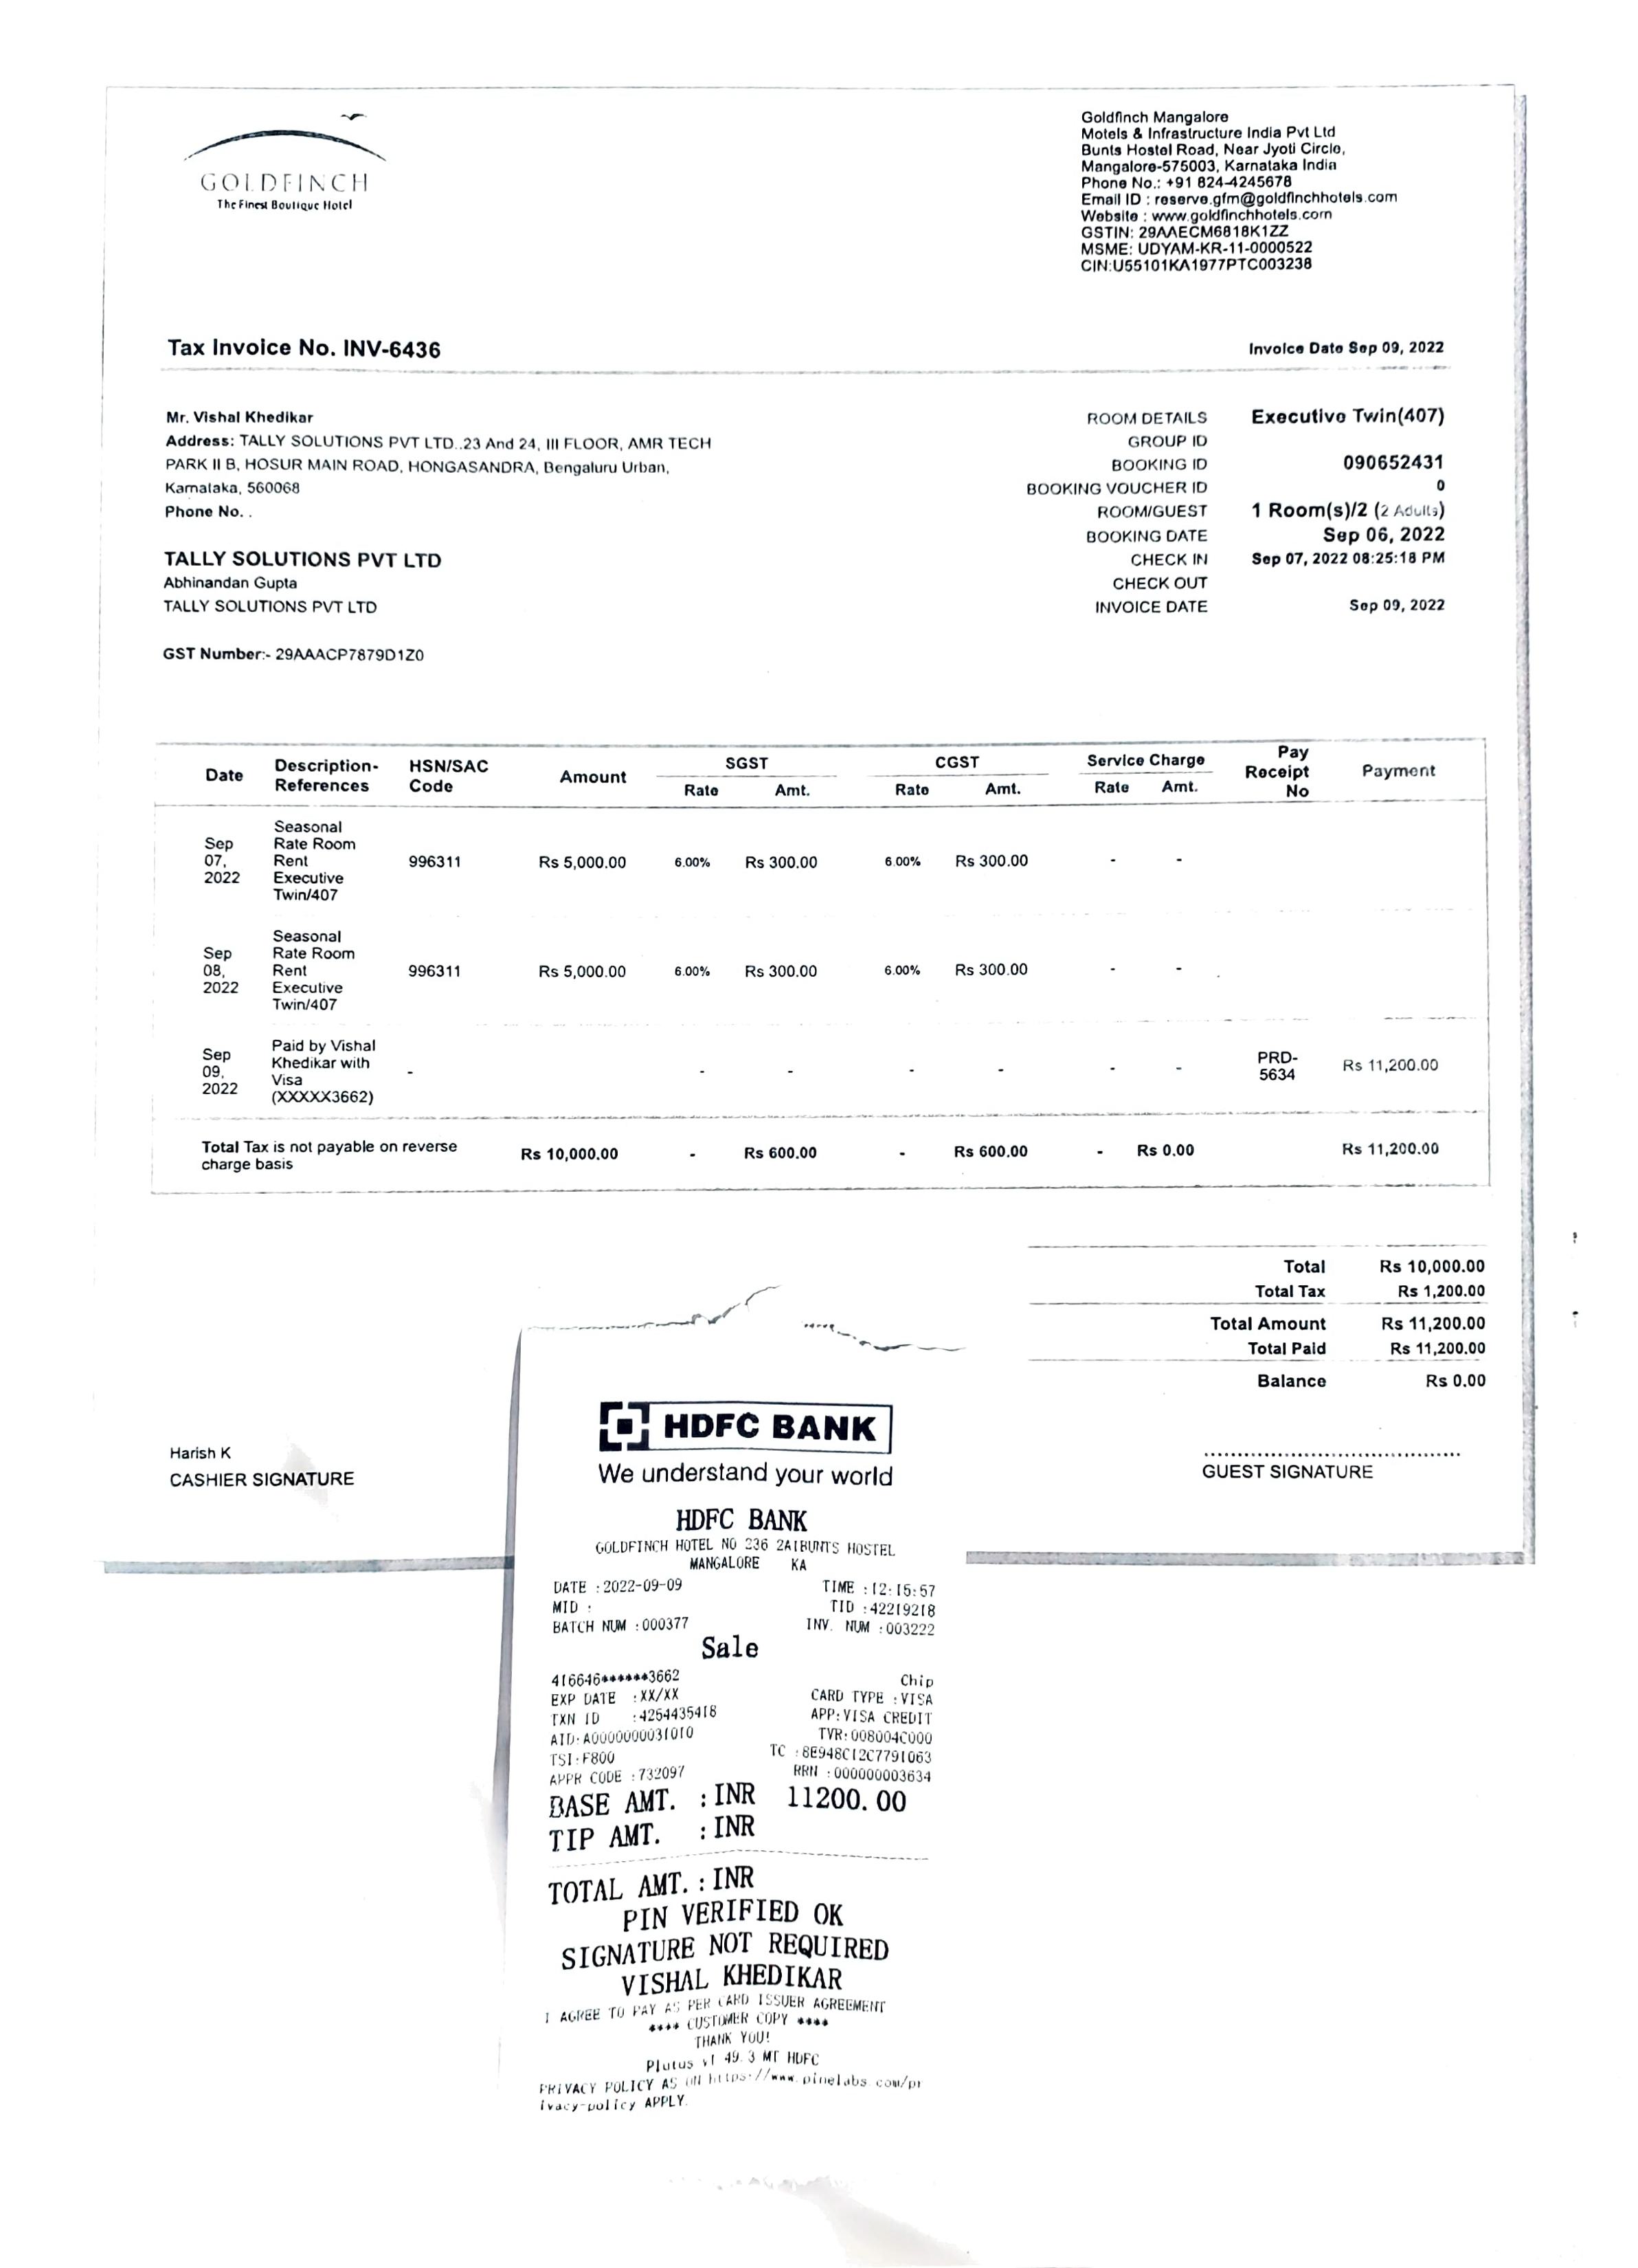 GOLDFINCH
The Finest Boutique Hotel
Goldfinch Mangalore
Motels & Infrastructure India Pvt Ltd
Bunts Hostel Road, Near Jyoti Circle,
Mangalore-575003, Karnataka India
Phone No.: +91 824-4245678
Email ID : reserve.gfm@goldfinchhotels.com
Website : www.goldfinchhotels.com
GSTIN: 29AAECM6818K1ZZ
MSME: UDYAM-KR-11-0000522
CIN:U55101KA1977PTC003238
Tax Invoice No. INV-6436 Invoice Date Sep 09, 2022
Mr. Vishal Khedikar
Address: TALLY SOLUTIONS PVT LTD..23 And 24, III FLOOR, AMR TECH
PARK II B, HOSUR MAIN ROAD, HONGASANDRA, Bengaluru Urban,
Karnataka, 560068
Phone No. .
TALLY SOLUTIONS PVT LTD
Abhinandan Gupta
TALLY SOLUTIONS PVT LTD
GST Number:- 29AAACP7879D1Z0
ROOM DETAILS Executive Twin(407)
GROUP ID
BOOKING ID 090652431
BOOKING VOUCHER ID 0
ROOM/GUEST 1 Room(s)/2 (2 Adults)
BOOKING DATE Sep 06, 2022
CHECK IN Sep 07, 2022 08:25:18 PM
CHECK OUT
INVOICE DATE Sep 09, 2022
Date Description-References HSN/SAC Code Amount SGST Rate Amt. CGST Rate Amt. Service Charge Rate Amt. Pay Receipt No Payment
Sep 07, 2022 Seasonal Rate Room Rent Executive Twin/407 996311 Rs 5,000.00 6.00% Rs 300.00 6.00% Rs 300.00 - -
Sep 08, 2022 Seasonal Rate Room Rent Executive Twin/407 996311 Rs 5,000.00 6.00% Rs 300.00 6.00% Rs 300.00 - -
Sep 09, 2022 Paid by Vishal Khedikar with Visa (XXXXX3662) - - - - - - - PRD-5634 Rs 11,200.00
Total Tax is not payable on reverse charge basis Rs 10,000.00 - Rs 600.00 - Rs 600.00 - Rs 0.00 Rs 11,200.00
Total Rs 10,000.00
Total Tax Rs 1,200.00
Total Amount Rs 11,200.00
Total Paid Rs 11,200.00
Balance Rs 0.00
Harish K
CASHIER SIGNATURE
GUEST SIGNATURE
HDFC BANK
We understand your world
HDFC BANK
GOLDFINCH HOTEL NO 236 2A1BUNTS HOSTEL
MANGALORE KA
DATE :2022-09-09 TIME :12:15:57
MID : TID :42219218
BATCH NUM :000377 INV. NUM :003222
Sale
416646******3662 Chip
EXP DATE :XX/XX CARD TYPE :VISA
TXN ID :4254435418 APP:VISA CREDIT
AID:A0000000031010 TVR:008004C000
TSI:F800 TC :8E948C12C7791063
APPR CODE :732097 RRN :000000003634
BASE AMT. :INR 11200.00
TIP AMT. :INR
TOTAL AMT.:INR
PIN VERIFIED OK
SIGNATURE NOT REQUIRED
VISHAL KHEDIKAR
I AGREE TO PAY AS PER CARD ISSUER AGREEMENT
**** CUSTOMER COPY ****
THANK YOU!
Plutus v1 49.3 MT HDFC
PRIVACY POLICY AS ON https://www.pinelabs.com/pr
ivacy-policy APPLY.